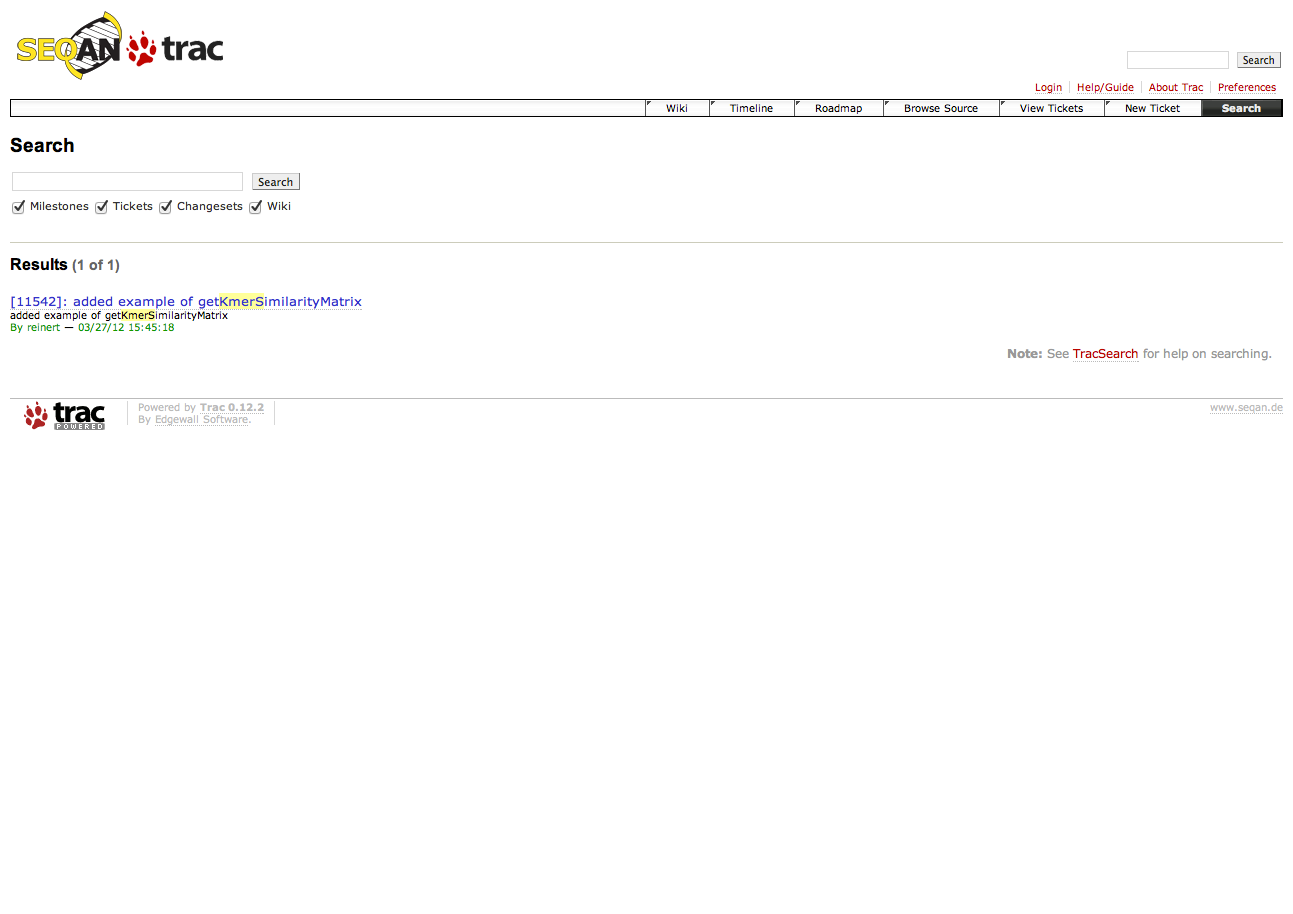 SEQAN trac
Search
Login Help/Guide About Trac Preferences
Wiki Timeline Roadmap Browse Source View Tickets New Ticket Search
Search
Search
Milestones Tickets Changesets Wiki
Results (1 of 1)
[11542]: added example of getKmerSimilarityMatrix
added example of getKmerSimilarityMatrix
By reinert — 03/27/12 15:45:18
Note: See TracSearch for help on searching.
trac
POWERED
Powered by Trac 0.12.2
By Edgewall Software.
www.seqan.de